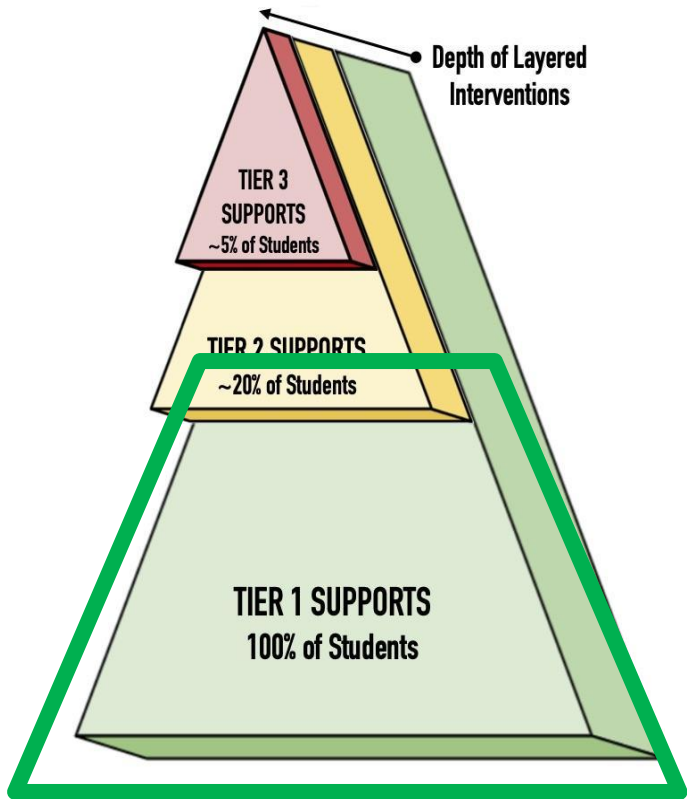 Depth of Layered
Interventions
TIER 3
SUPPORTS
~5% of Students
TIER 2 SUPPORTS
~20% of Students
TIER 1 SUPPORTS
100% of Students